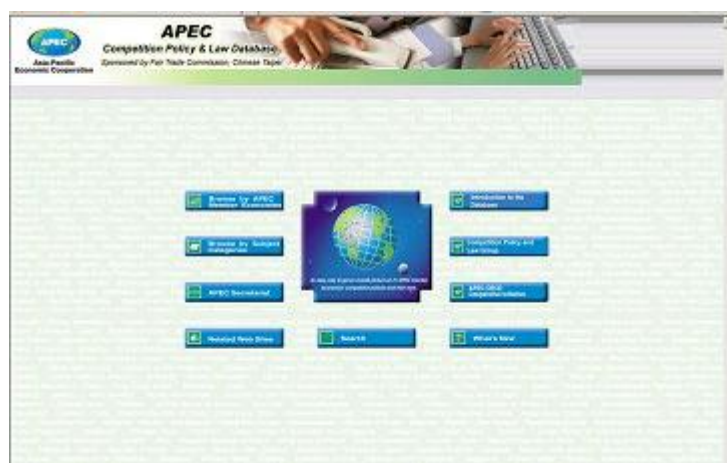 APEC
Asia-Pacific
Economic Cooperation
APEC
Competition Policy & Law Database
Sponsored by Fair Trade Commission, Chinese Taipei
Browse by APEC
Member Economies
Introduction to the
Database
Browse by Subject
Categories
Competition Policy and
Law Group
APEC Secretariat
APEC-OECD
Related Web Sites
Search
What's New